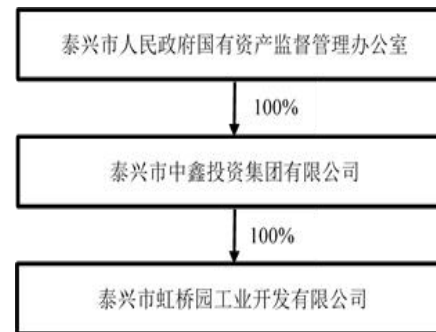 泰兴市人民政府国有资产监督管理办公室
100%
泰兴市中鑫投资集团有限公司
100%
泰兴市虹桥园工业开发有限公司